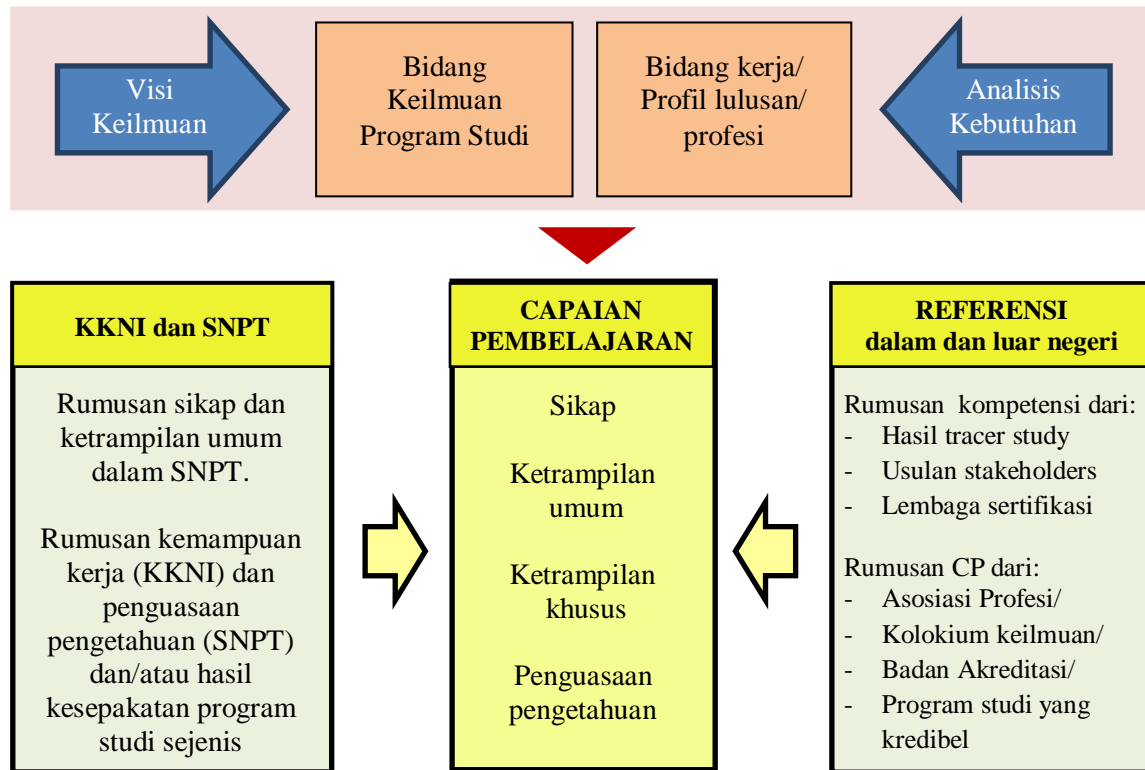 Visi
Keilmuan
Bidang
Keilmuan
Program Studi
Bidang kerja/
Profil lulusan/
profesi
Analisis
Kebutuhan
KKNI dan SNPT
Rumusan sikap dan
ketrampilan umum
dalam SNPT.
Rumusan kemampuan
kerja (KKNI) dan
penguasaan
pengetahuan (SNPT)
dan/atau hasil
kesepakatan program
studi sejenis
CAPAIAN
PEMBELAJARAN
Sikap
Ketrampilan
umum
Ketrampilan
khusus
Penguasaan
pengetahuan
REFERENSI
dalam dan luar negeri
Rumusan kompetensi dari:
- Hasil tracer study
- Usulan stakeholders
- Lembaga sertifikasi
Rumusan CP dari:
- Asosiasi Profesi/
- Kolokium keilmuan/
- Badan Akreditasi/
- Program studi yang
kredibel